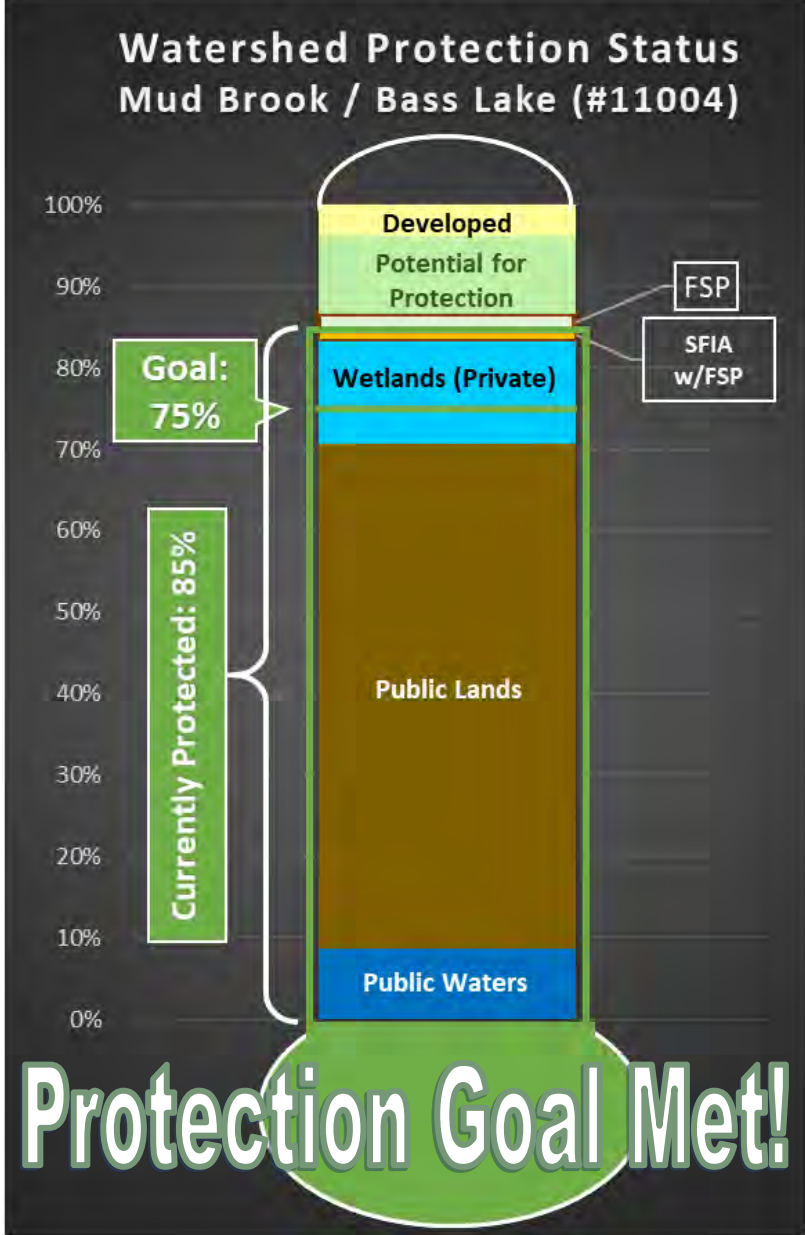 Watershed Protection Status
Mud Brook / Bass Lake (#11004)
100%
90%
80%
70%
60%
50%
40%
30%
20%
10%
0%
Developed
Potential for
Protection
FSP
SFIA
w/FSP
Goal:
75%
Wetlands (Private)
Currently Protected: 85%
Public Lands
Public Waters
Protection Goal Met!